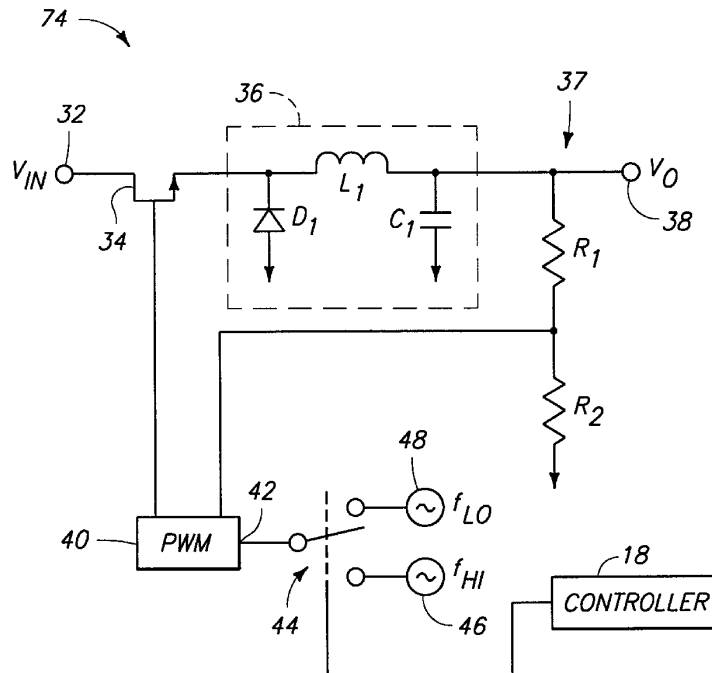 74
36
37
32
V_IN
34
D_1
L_1
C_1
V_O
38
R_1
R_2
48
f_LO
42
40
PWM
44
f_HI
46
18
CONTROLLER